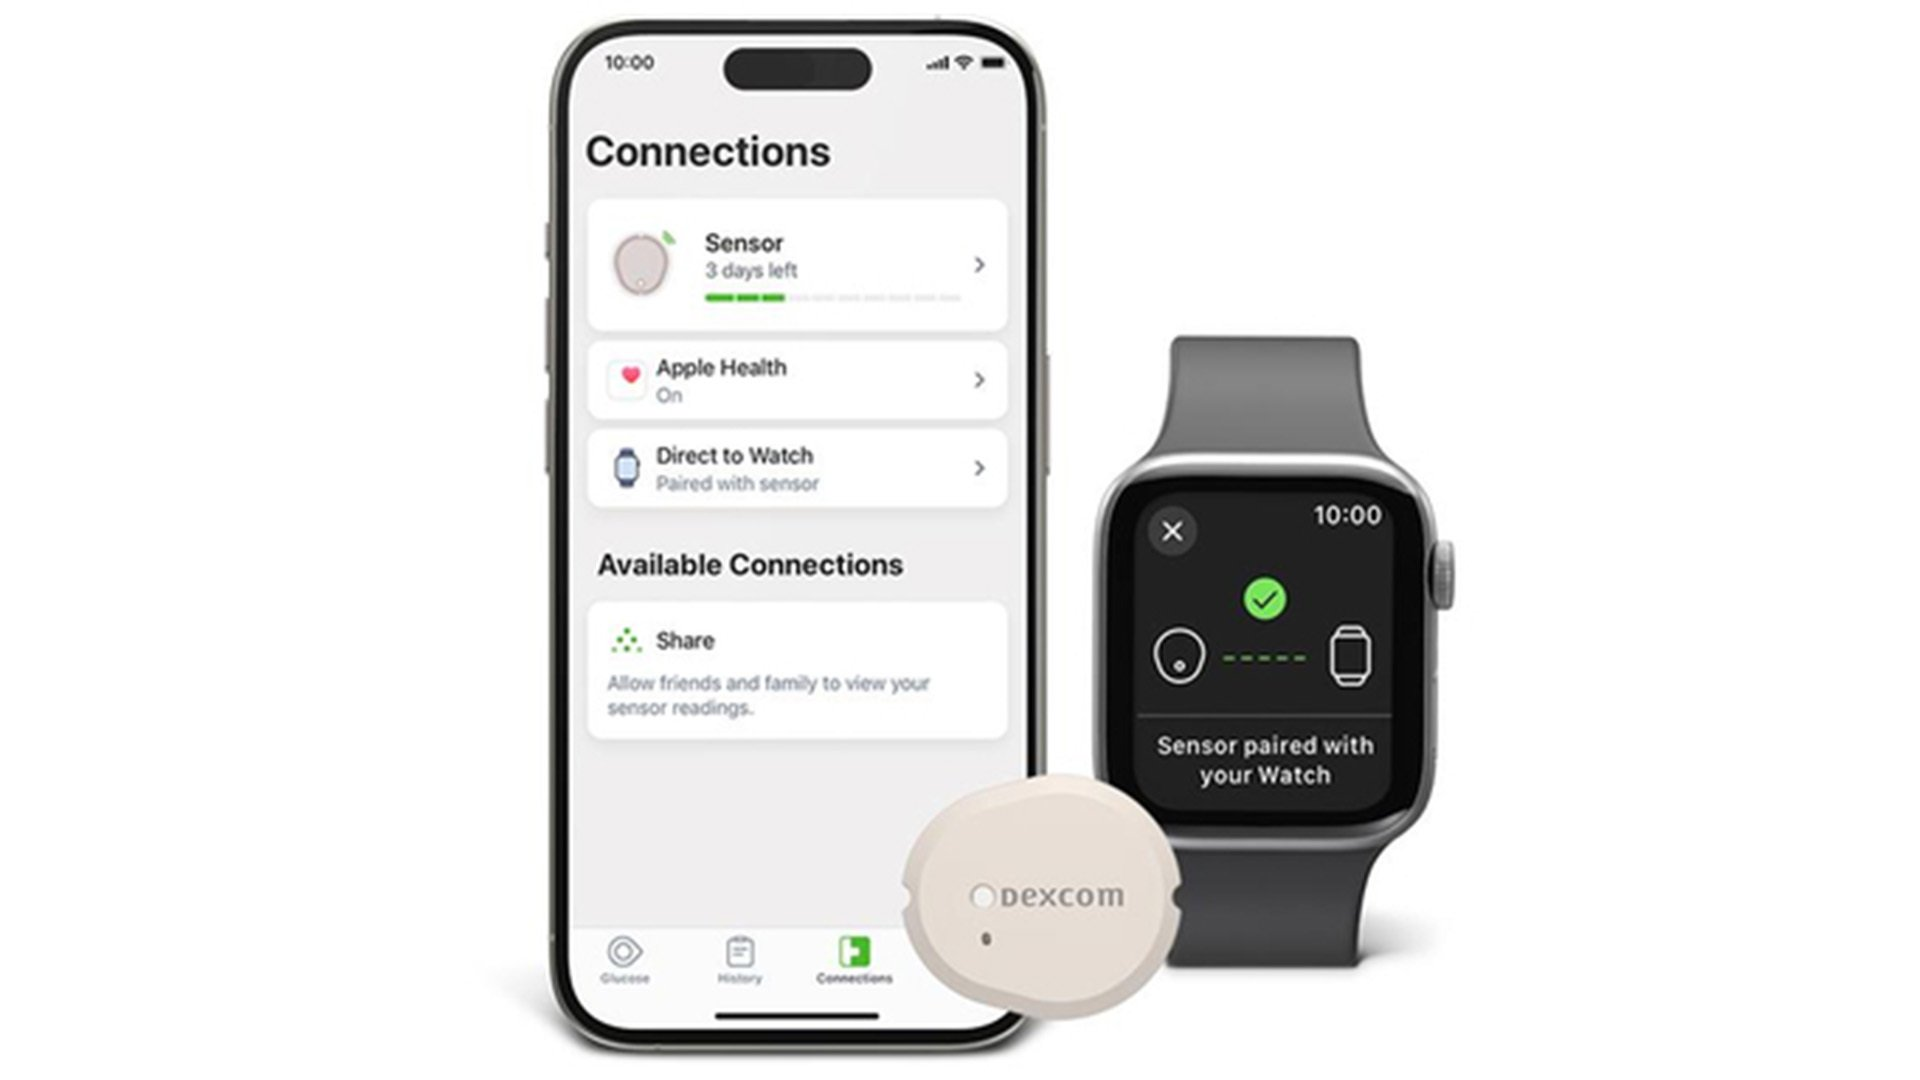 10:00
Connections
Sensor
3 days left
Apple Health
On
Direct to Watch
Paired with sensor
Available Connections
Share
Allow friends and family to view your
sensor readings.
Glucose
History
Connections
10:00
Sensor paired with
your Watch
Dexcom